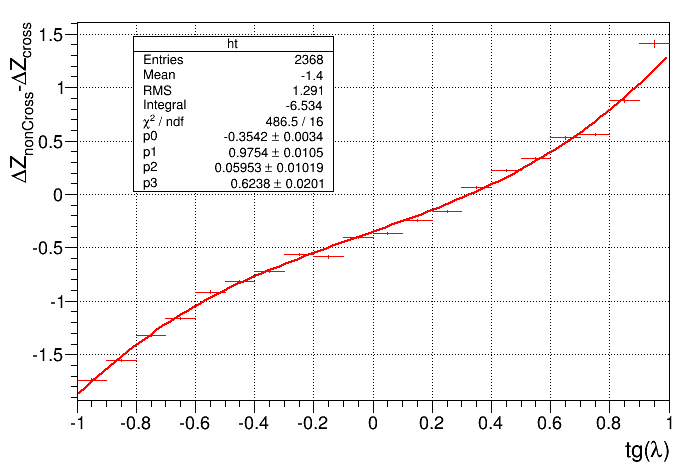 ΔZnonCross-ΔZcross
ht
Entries 2368
Mean -1.4
RMS 1.291
Integral -6.534
χ² / ndf 486.5 / 16
p0 -0.3542 ± 0.0034
p1 0.9754 ± 0.0105
p2 0.05953 ± 0.01019
p3 0.6238 ± 0.0201
1.5
1
0.5
0
-0.5
-1
-1.5
-1 -0.8 -0.6 -0.4 -0.2 0 0.2 0.4 0.6 0.8 1
tg(λ)